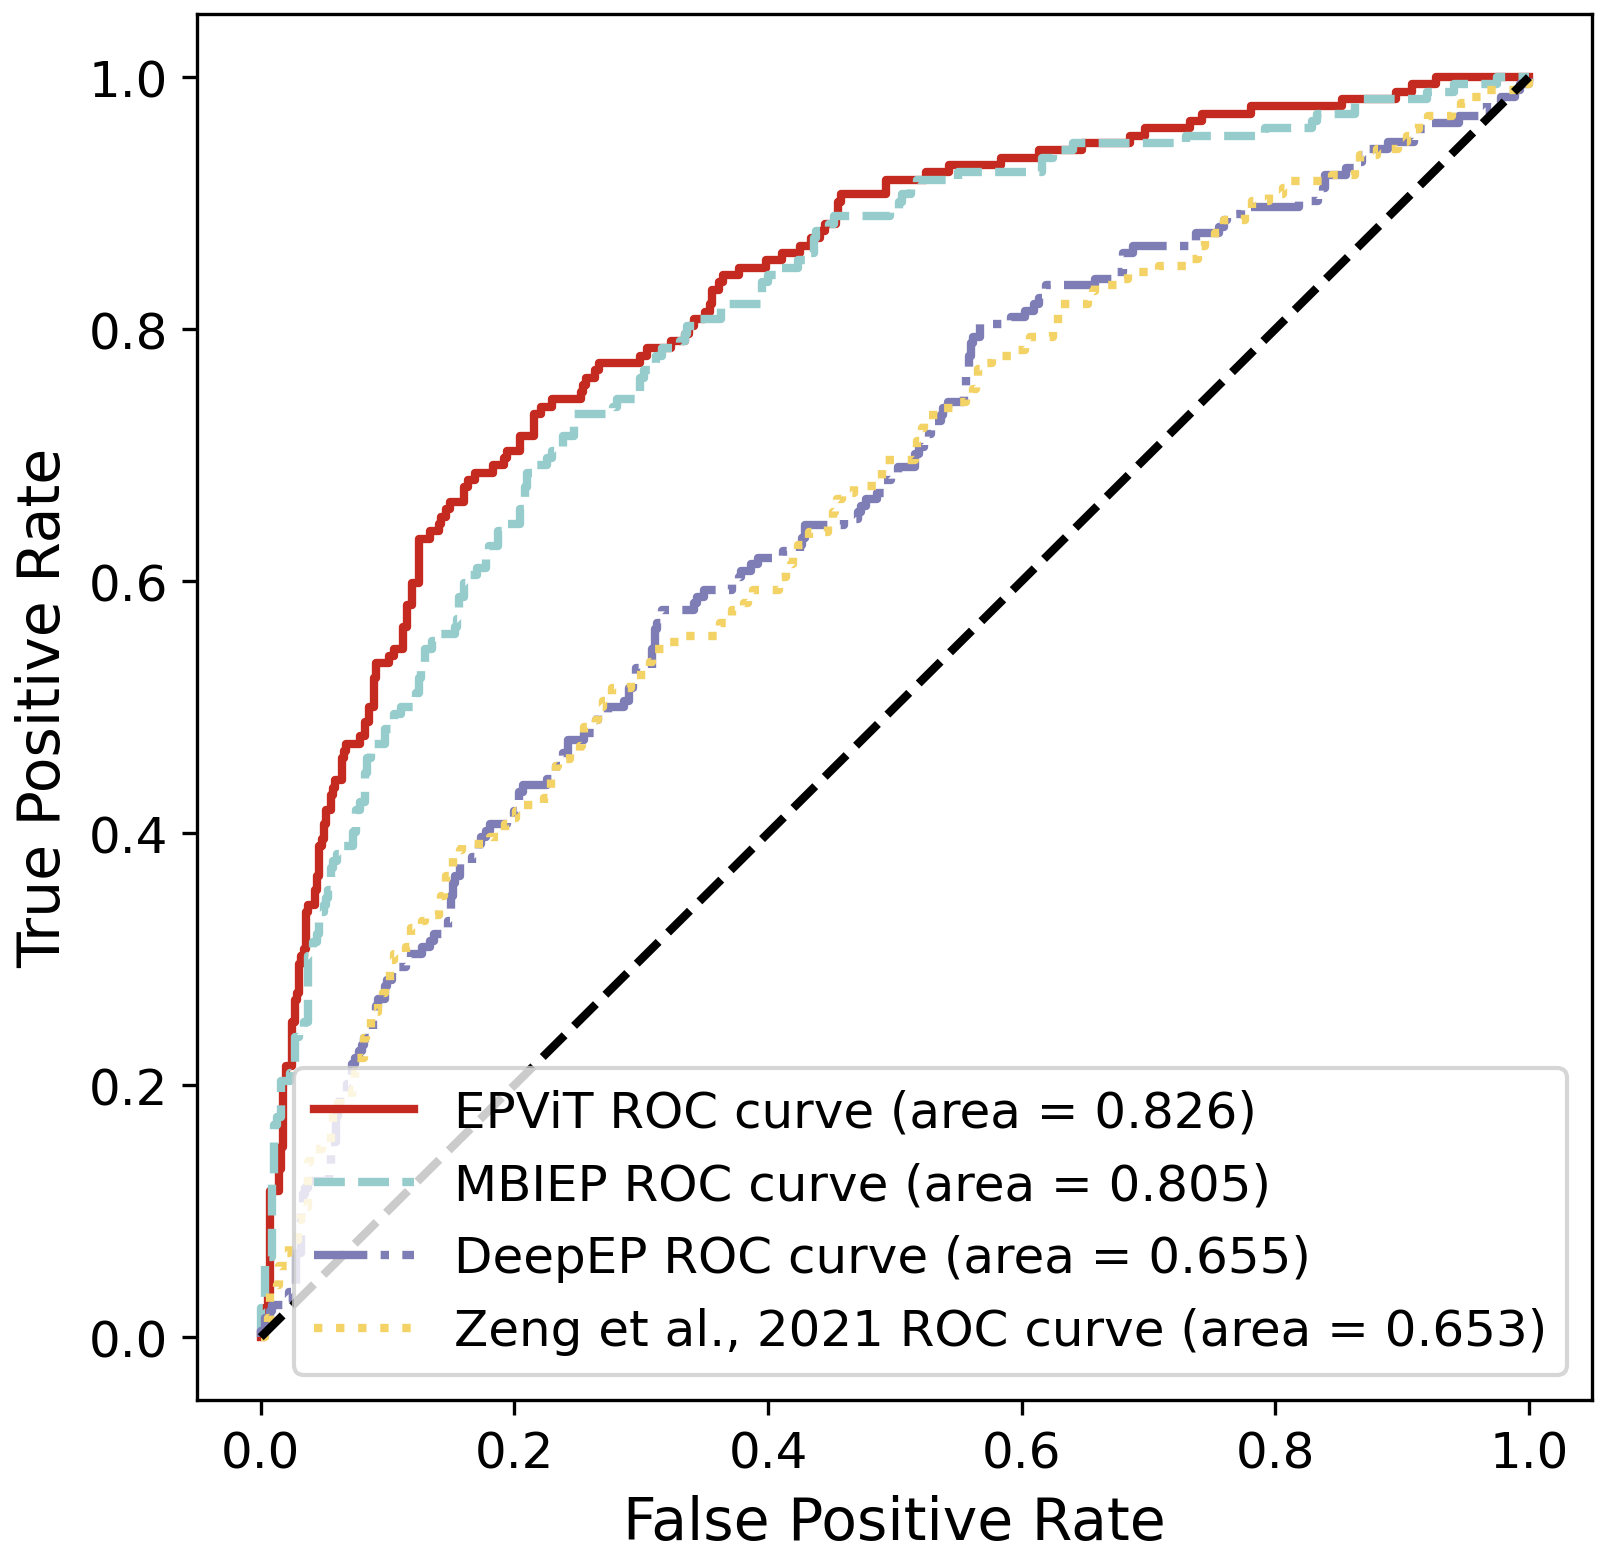 1.0
0.8
0.6
0.4
0.2
0.0
True Positive Rate
EPViT ROC curve (area = 0.826)
MBIEP ROC curve (area = 0.805)
DeepEP ROC curve (area = 0.655)
Zeng et al., 2021 ROC curve (area = 0.653)
0.0 0.2 0.4 0.6 0.8 1.0
False Positive Rate